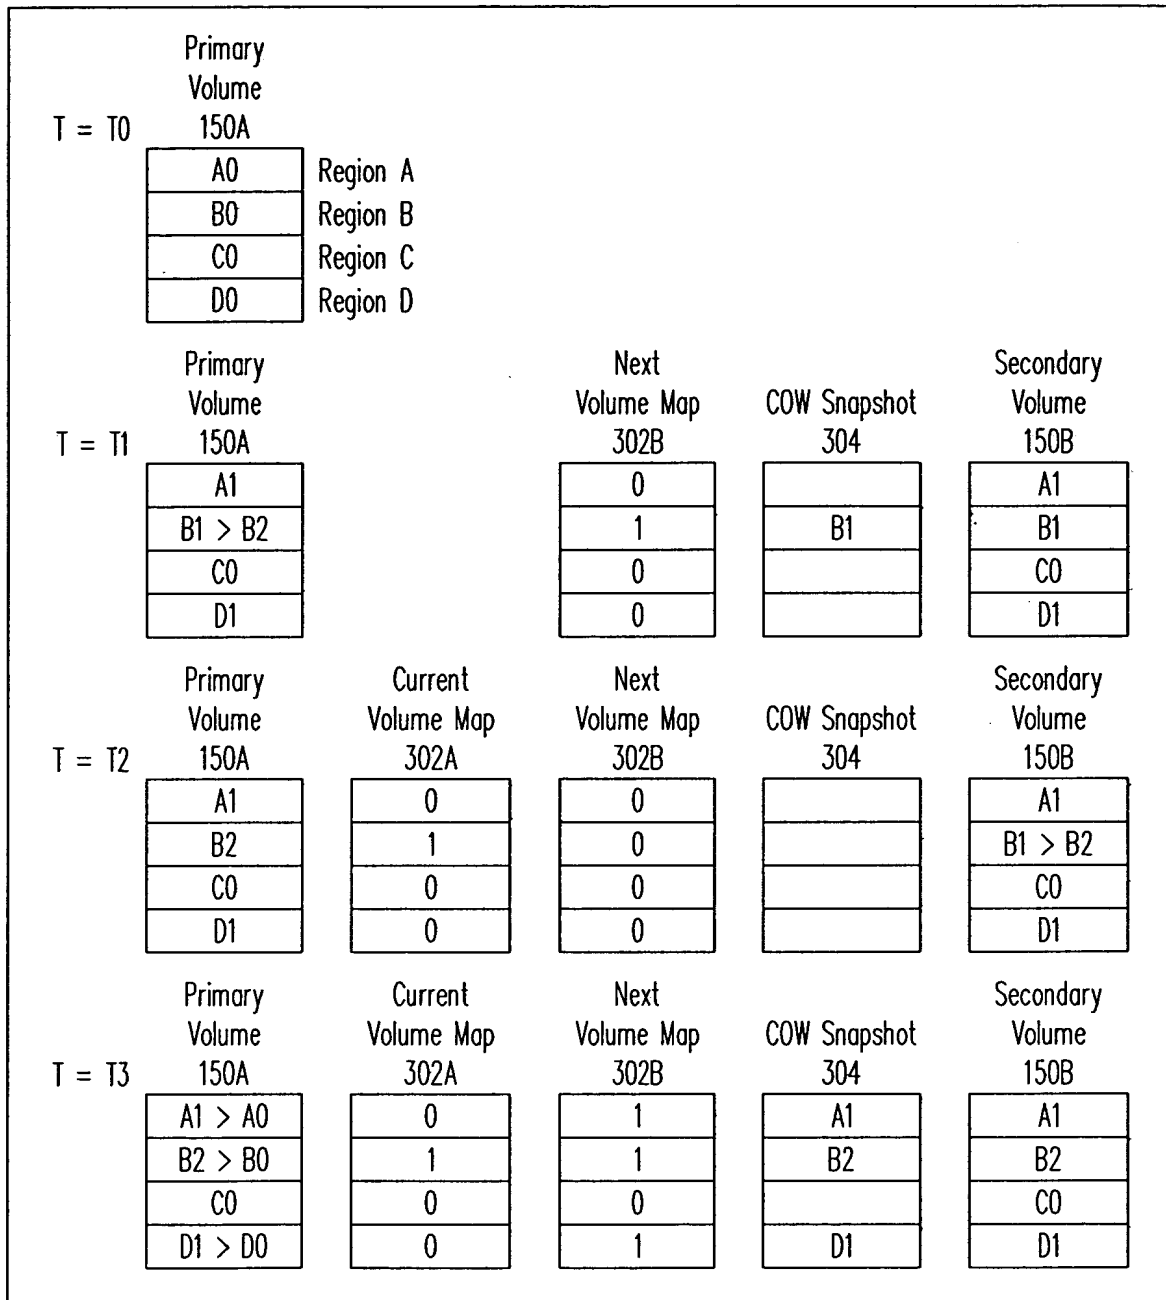 Primary
Volume
T = T0 150A
A0 Region A
B0 Region B
C0 Region C
D0 Region D
Primary Next Secondary
Volume Volume Map COW Snapshot Volume
T = T1 150A 302B 304 150B
A1 0 A1
B1 > B2 1 B1 B1
C0 0 C0
D1 0 D1
Primary Current Next Secondary
Volume Volume Map Volume Map COW Snapshot Volume
T = T2 150A 302A 302B 304 150B
A1 0 0 A1
B2 1 0 B1 > B2
C0 0 0 C0
D1 0 0 D1
Primary Current Next Secondary
Volume Volume Map Volume Map COW Snapshot Volume
T = T3 150A 302A 302B 304 150B
A1 > A0 0 1 A1 A1
B2 > B0 1 1 B2 B2
C0 0 0 C0
D1 > D0 0 1 D1 D1